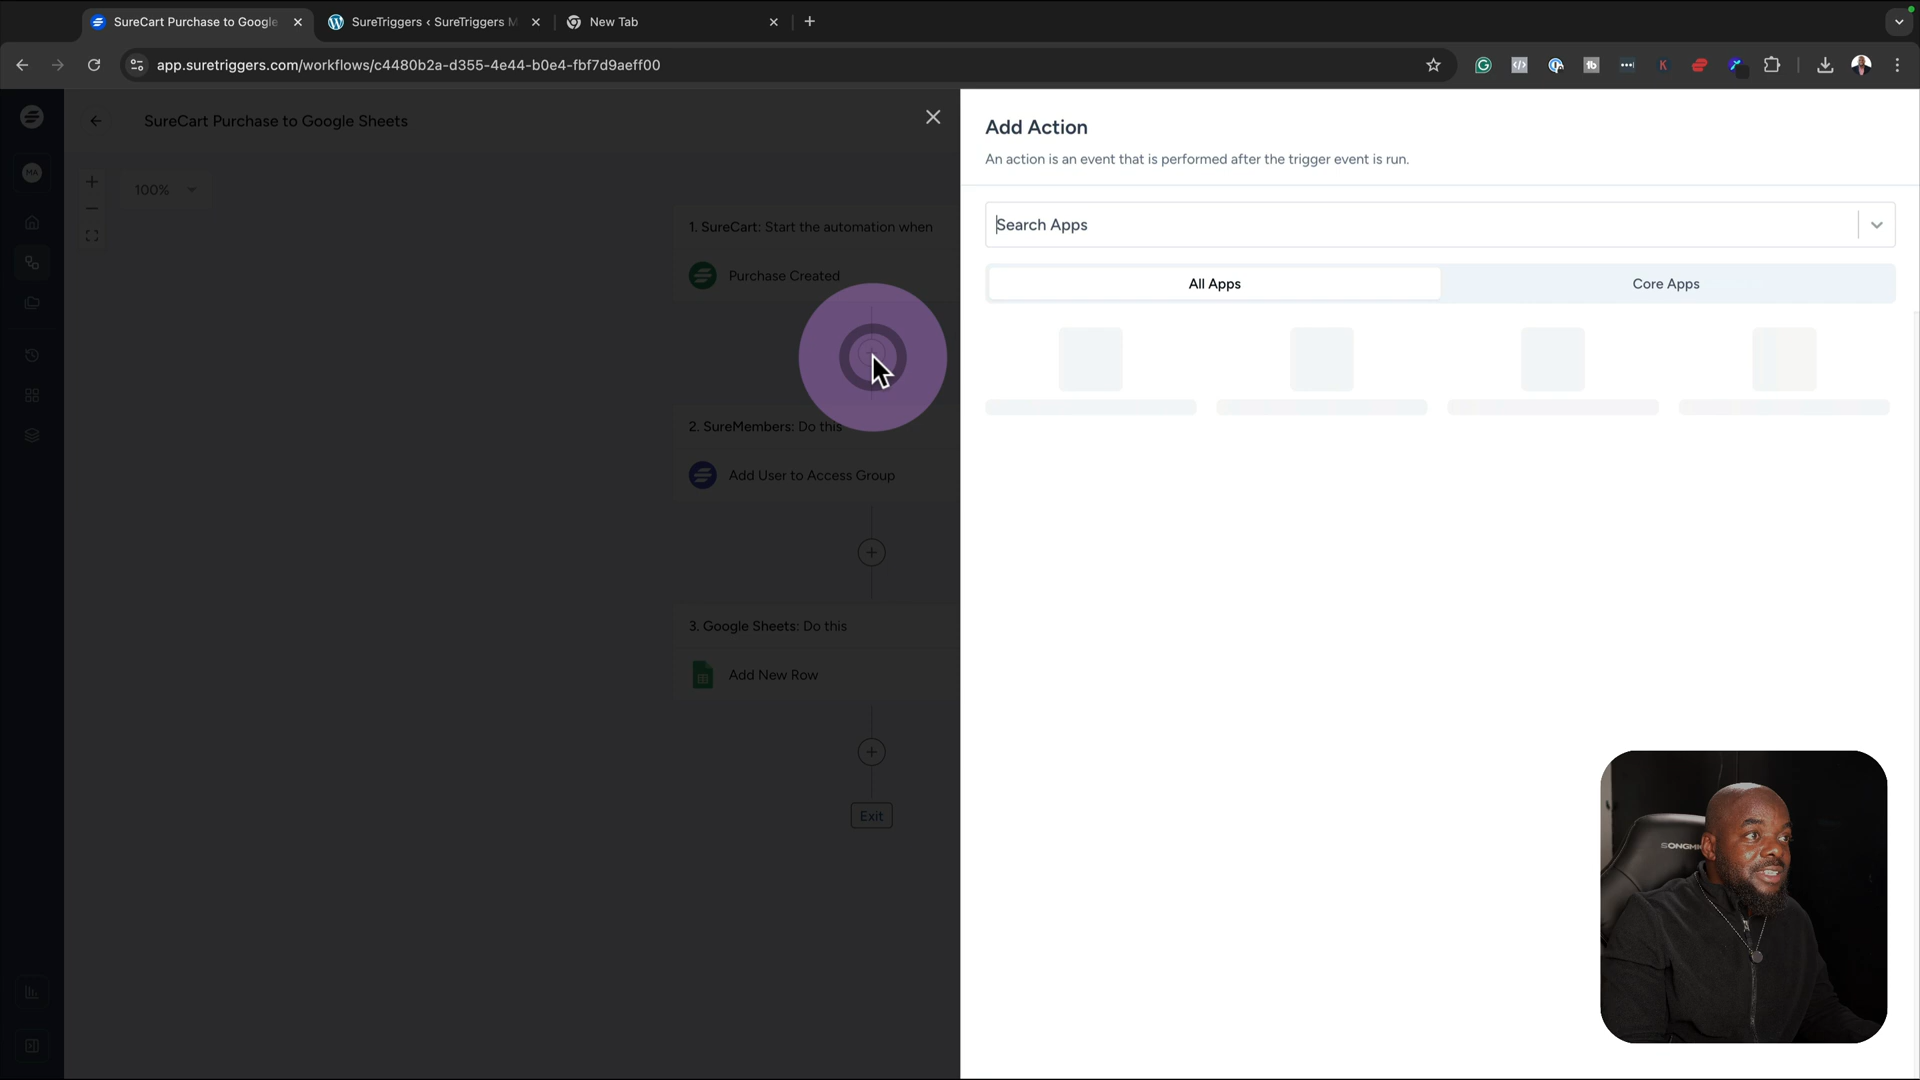 SureCart Purchase to Google
SureTriggers ‹ SureTriggers M
New Tab
app.suretriggers.com/workflows/c4480b2a-d355-4e44-b0e4-fbf7d9aeff00
MA
SureCart Purchase to Google Sheets
100%
1. SureCart: Start the automation when
Purchase Created
2. SureMembers: Do this
Add User to Access Group
3. Google Sheets: Do this
Add New Row
Exit
Add Action
An action is an event that is performed after the trigger event is run.
Search Apps
All Apps
Core Apps